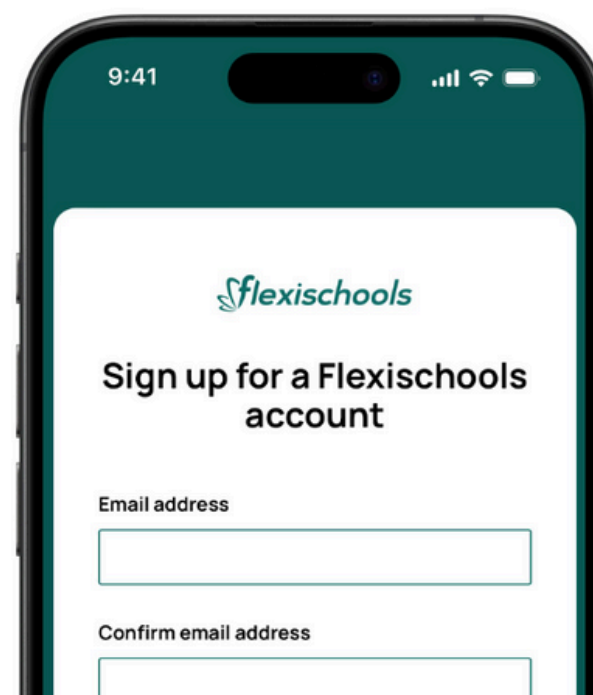 9:41
flexischools
Sign up for a Flexischools
account
Email address
Confirm email address